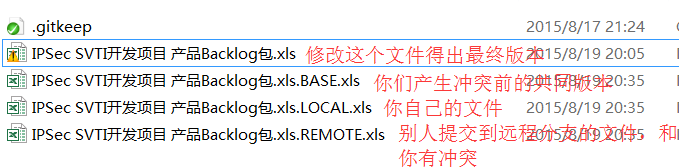 .gitkeep 2015/8/17 21:24
IPSec SVTI开发项目 产品Backlog包.xls 修改这个文件得出最终版本 2015/8/19 20:05
IPSec SVTI开发项目 产品Backlog包.xls.BASE.xls 你们产生冲突前的共同版本 2015/8/19 20:35
IPSec SVTI开发项目 产品Backlog包.xls.LOCAL.xls 你自己的文件 2015/8/19 20:35
IPSec SVTI开发项目 产品Backlog包.xls.REMOTE.xls 别人提交到远程分支的文件,和 2015/8/19 20:35
你有冲突